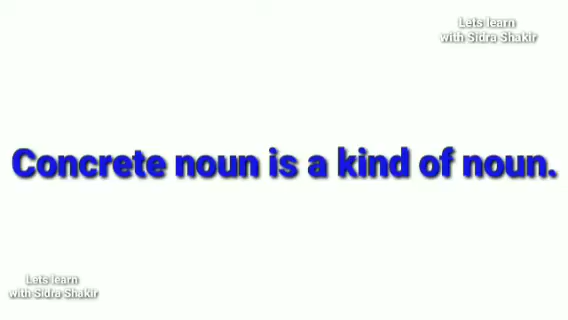 Lets learn
with Sidra Shakir
Concrete noun is a kind of noun.
Lets learn
with Sidra Shakir